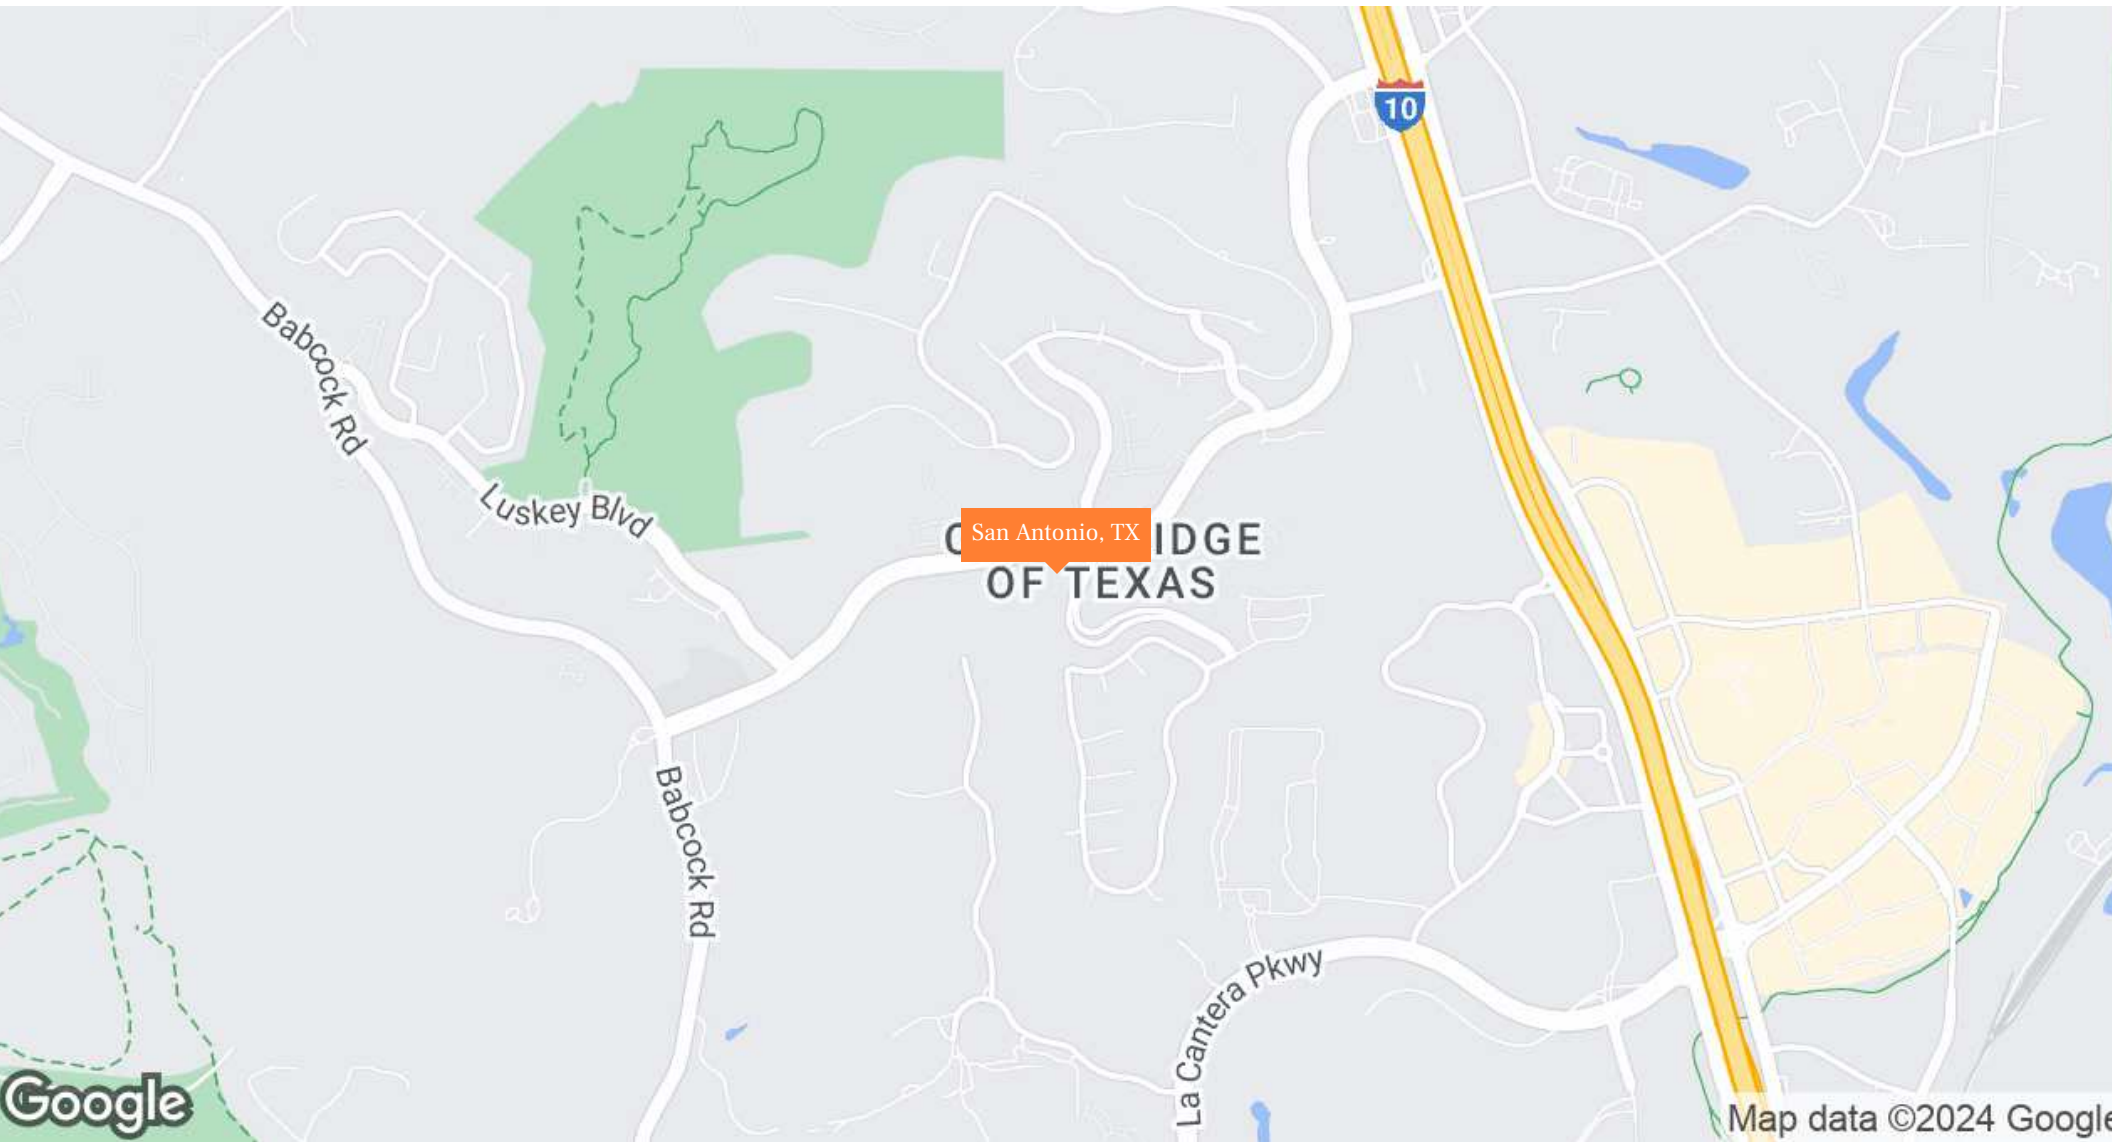 10
Babcock Rd
Luskey Blvd
San Antonio, TX
OF TEXAS
Babcock Rd
La Cantera Pkwy
Google
Map data ©2024 Google